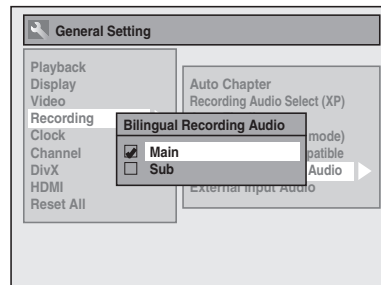 General Setting
Playback
Display
Video
Recording
Clock
Channel
DivX
HDMI
Reset All
Auto Chapter
Recording Audio Select (XP)
mode)
patible
Audio
External Input Audio
Bilingual Recording Audio
Main
Sub